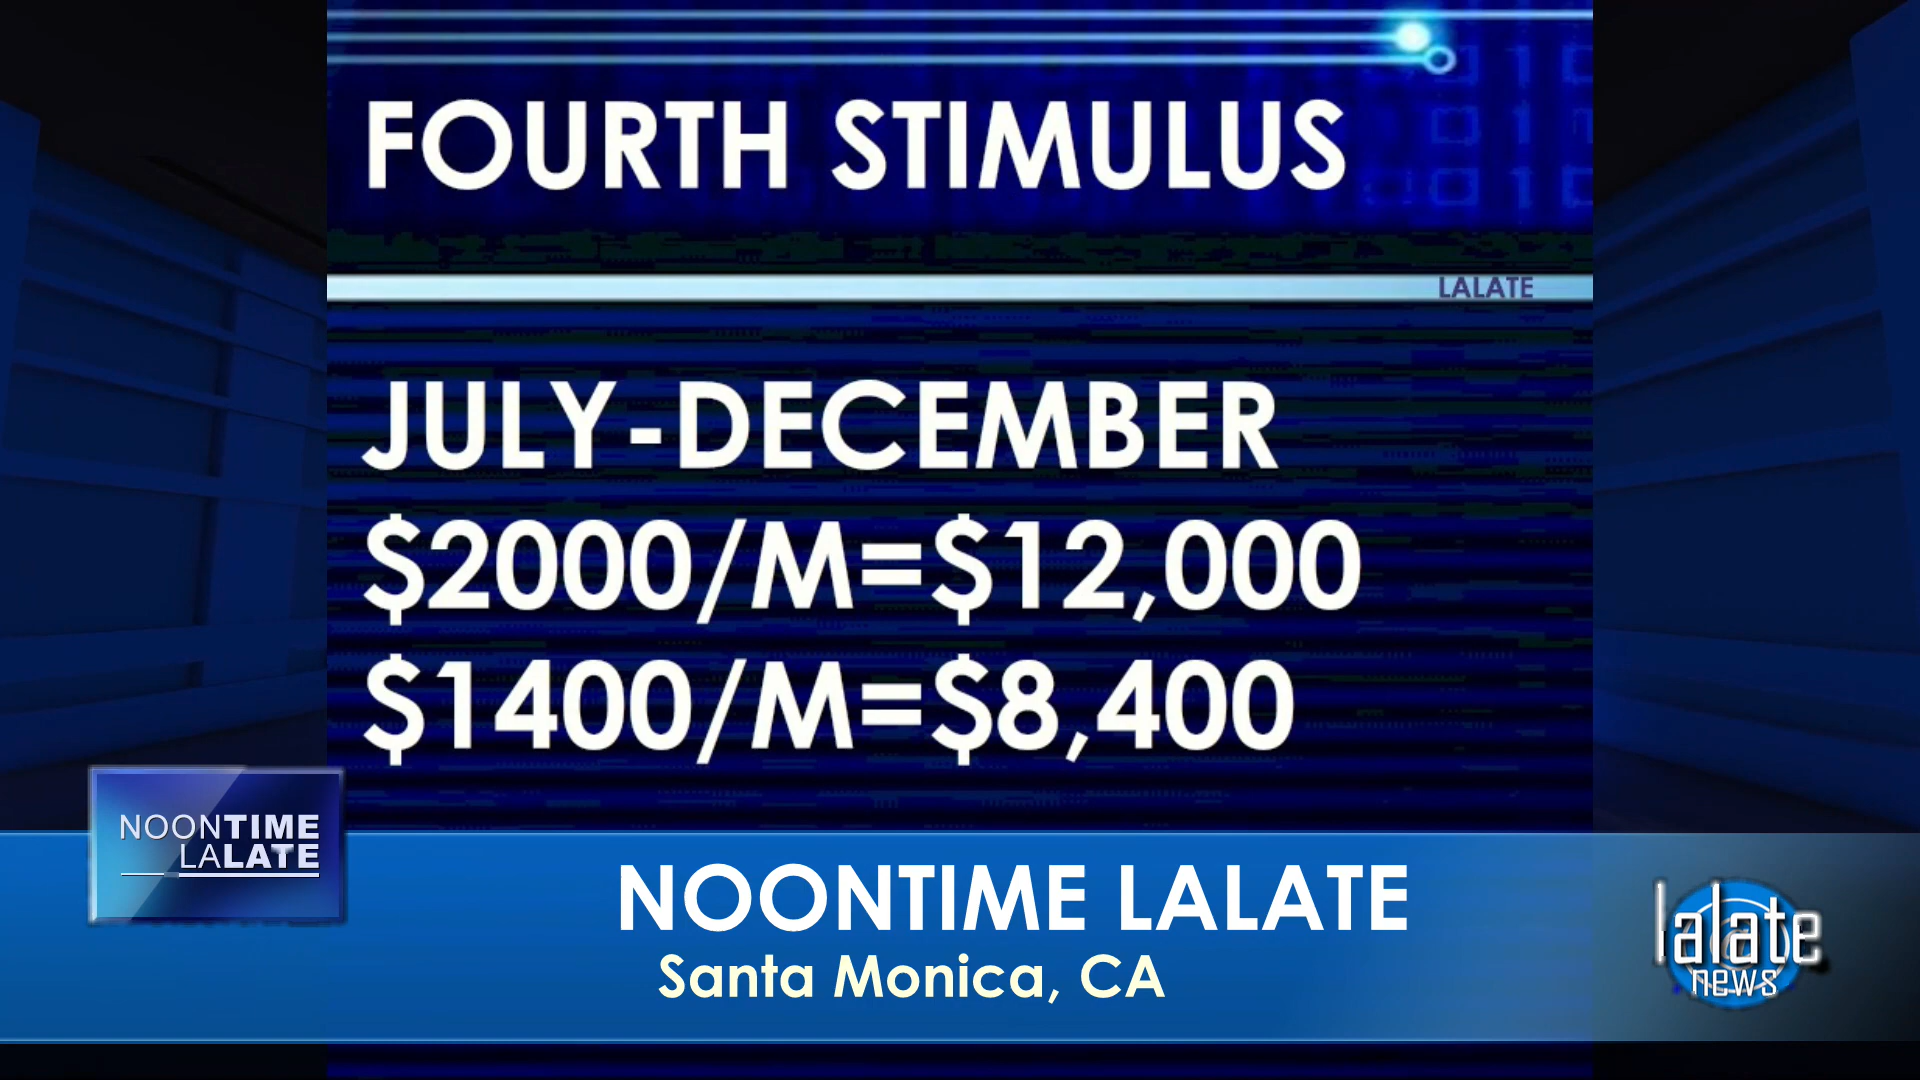 FOURTH STIMULUS
LALATE
JULY-DECEMBER
$2000/M=$12,000
$1400/M=$8,400
NOONTIME
LALATE
NOONTIME LALATE
Santa Monica, CA
lalate
news